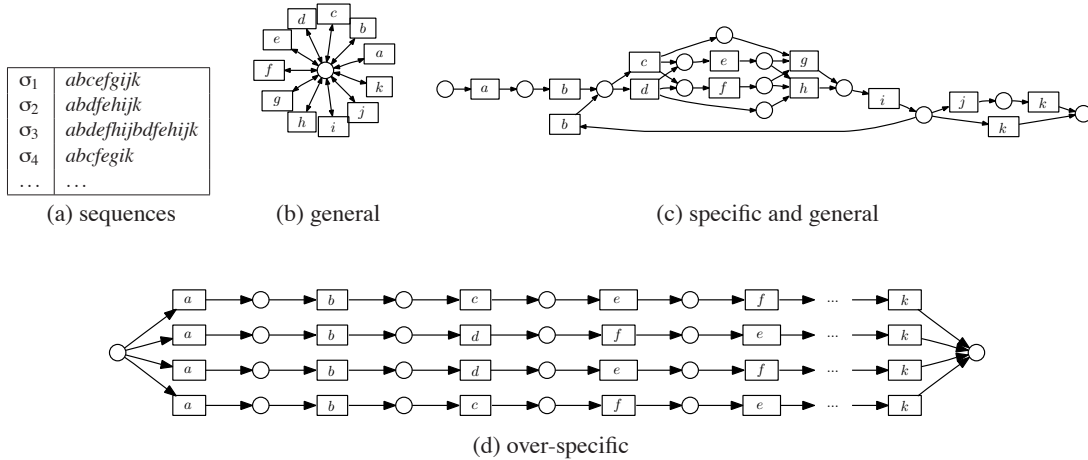 σ1 abcefgijk
σ2 abdfehijk
σ3 abdefhijbdfehijk
σ4 abcfegik
... ...
(a) sequences
d c b e a f k g j h i
(b) general
c e g
a b d f h i j k
b k
(c) specific and general
a b c e f ... k
a b d f e ... k
a b d e f ... k
a b c f e ... k
(d) over-specific